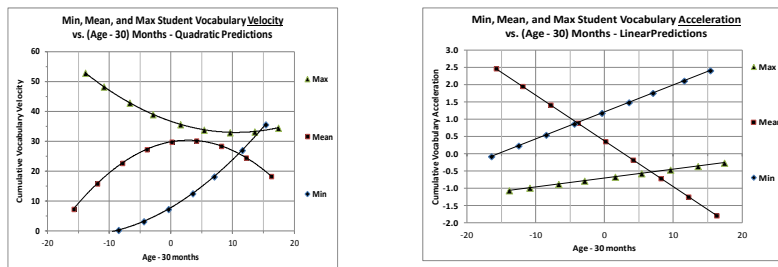 Min, Mean, and Max Student Vocabulary Velocity
vs. (Age - 30) Months - Quadratic Predictions
Cumulative Vocabulary Velocity
60
50
40
30
20
10
0
-20
-10
0
10
20
Age - 30 months
Max
Mean
Min
Min, Mean, and Max Student Vocabulary Acceleration
vs. (Age - 30) Months - LinearPredictions
Cumulative Vocabulary Acceleration
2.5
2.0
1.5
1.0
0.5
0.0
-0.5
-1.0
-1.5
-2.0
-20
-10
0
10
20
Age - 30 months
Max
Mean
Min